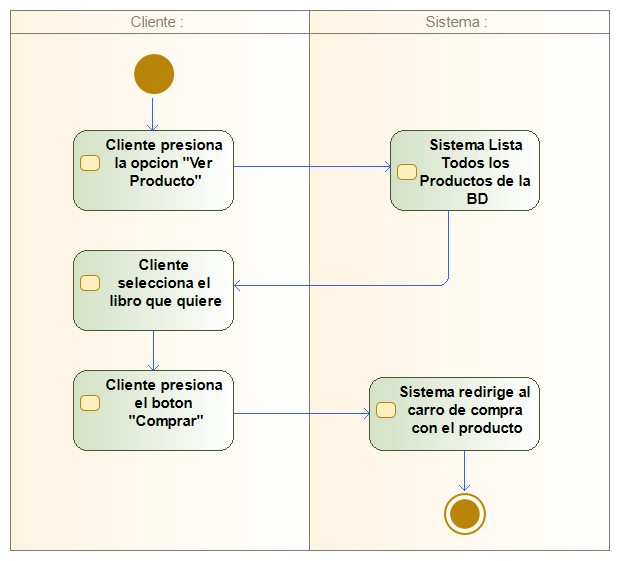 Cliente :
Sistema :
Cliente presiona
la opcion "Ver
Producto"
Sistema Lista
Todos los
Productos de la
BD
Cliente
selecciona el
libro que quiere
Cliente presiona
el boton
"Comprar"
Sistema redirige al
carro de compra
con el producto